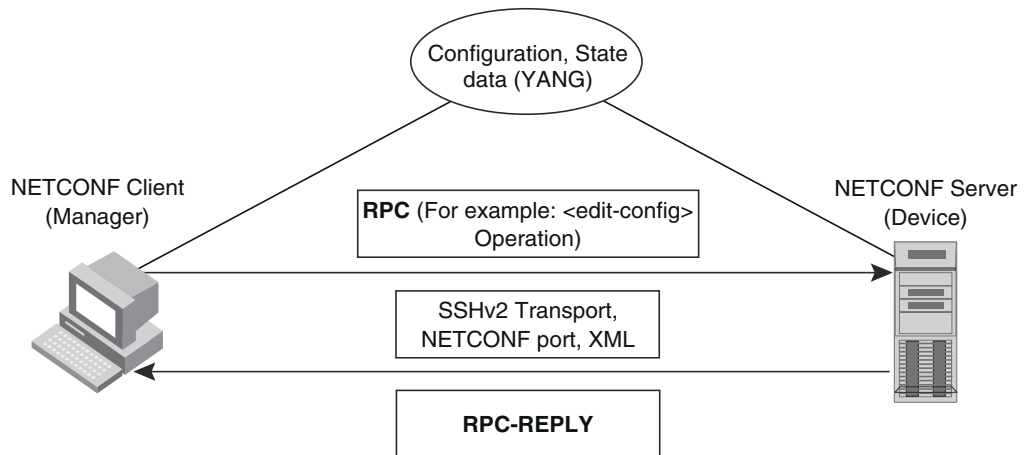 Configuration, State
data (YANG)
NETCONF Client
(Manager)
NETCONF Server
(Device)
RPC (For example: <edit-config>
Operation)
SSHv2 Transport,
NETCONF port, XML
RPC-REPLY